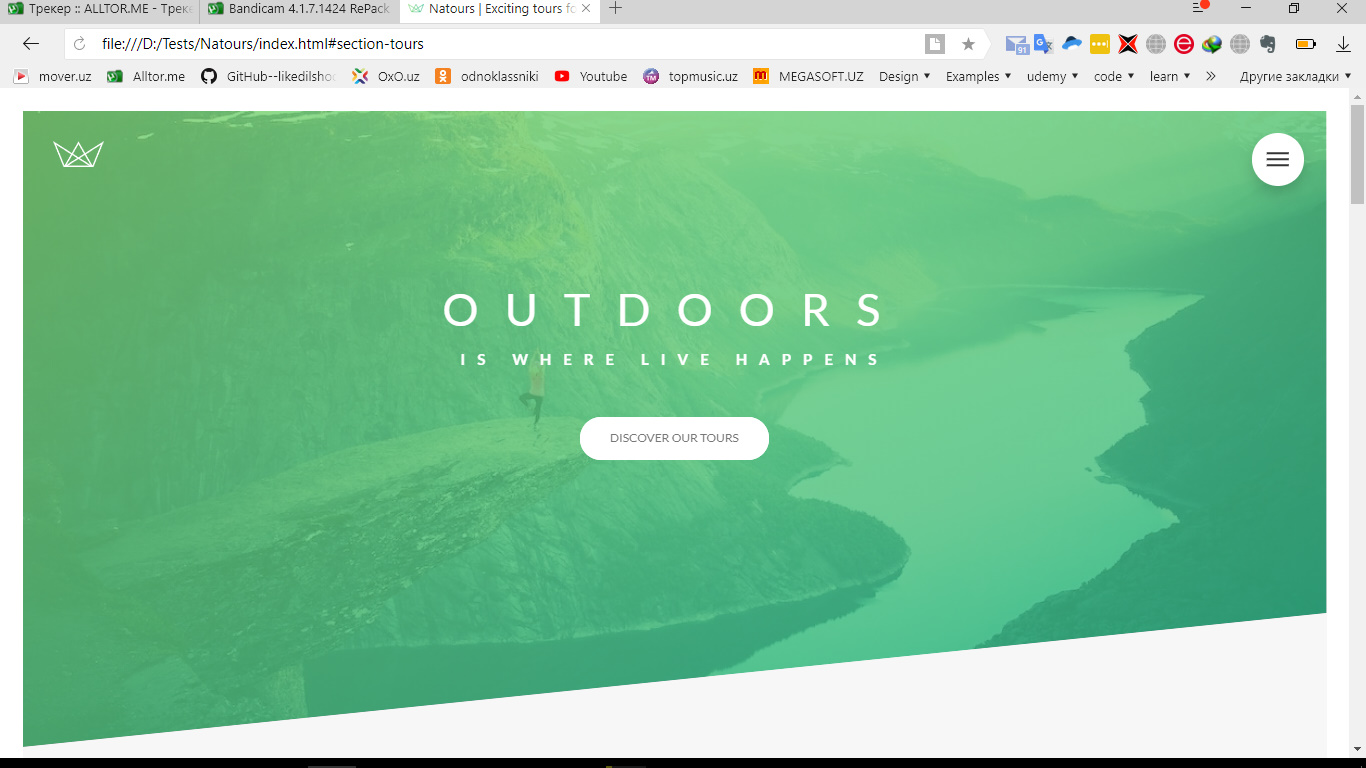 Трекер :: ALLTOR.ME - Треке
Bandicam 4.1.7.1424 RePack
Natours | Exciting tours fo
file:///D:/Tests/Natours/index.html#section-tours
91
mover.uz
Alltor.me
GitHub--likedilsho
OxO.uz
odnoklassniki
Youtube
topmusic.uz
MEGASOFT.UZ
Design
Examples
udemy
code
learn
Другие закладки
OUTDOORS
IS WHERE LIVE HAPPENS
DISCOVER OUR TOURS